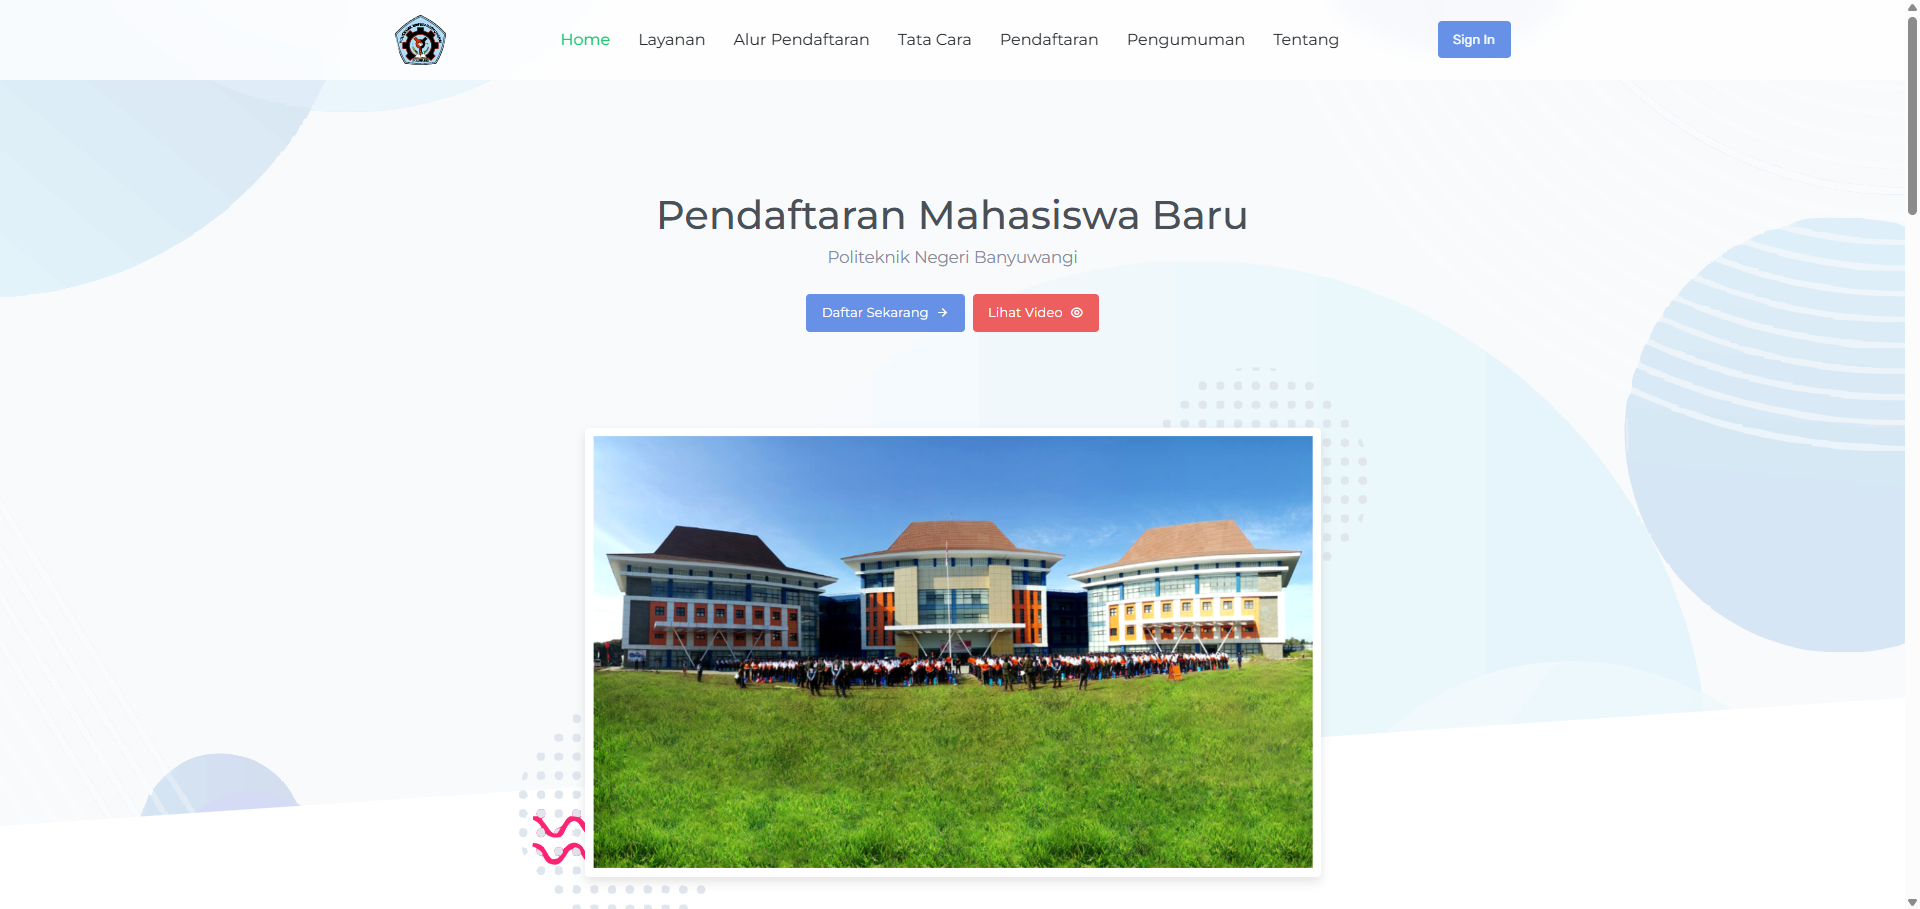 Home Layanan Alur Pendaftaran Tata Cara Pendaftaran Pengumuman Tentang Sign In
Pendaftaran Mahasiswa Baru
Politeknik Negeri Banyuwangi
Daftar Sekarang Lihat Video